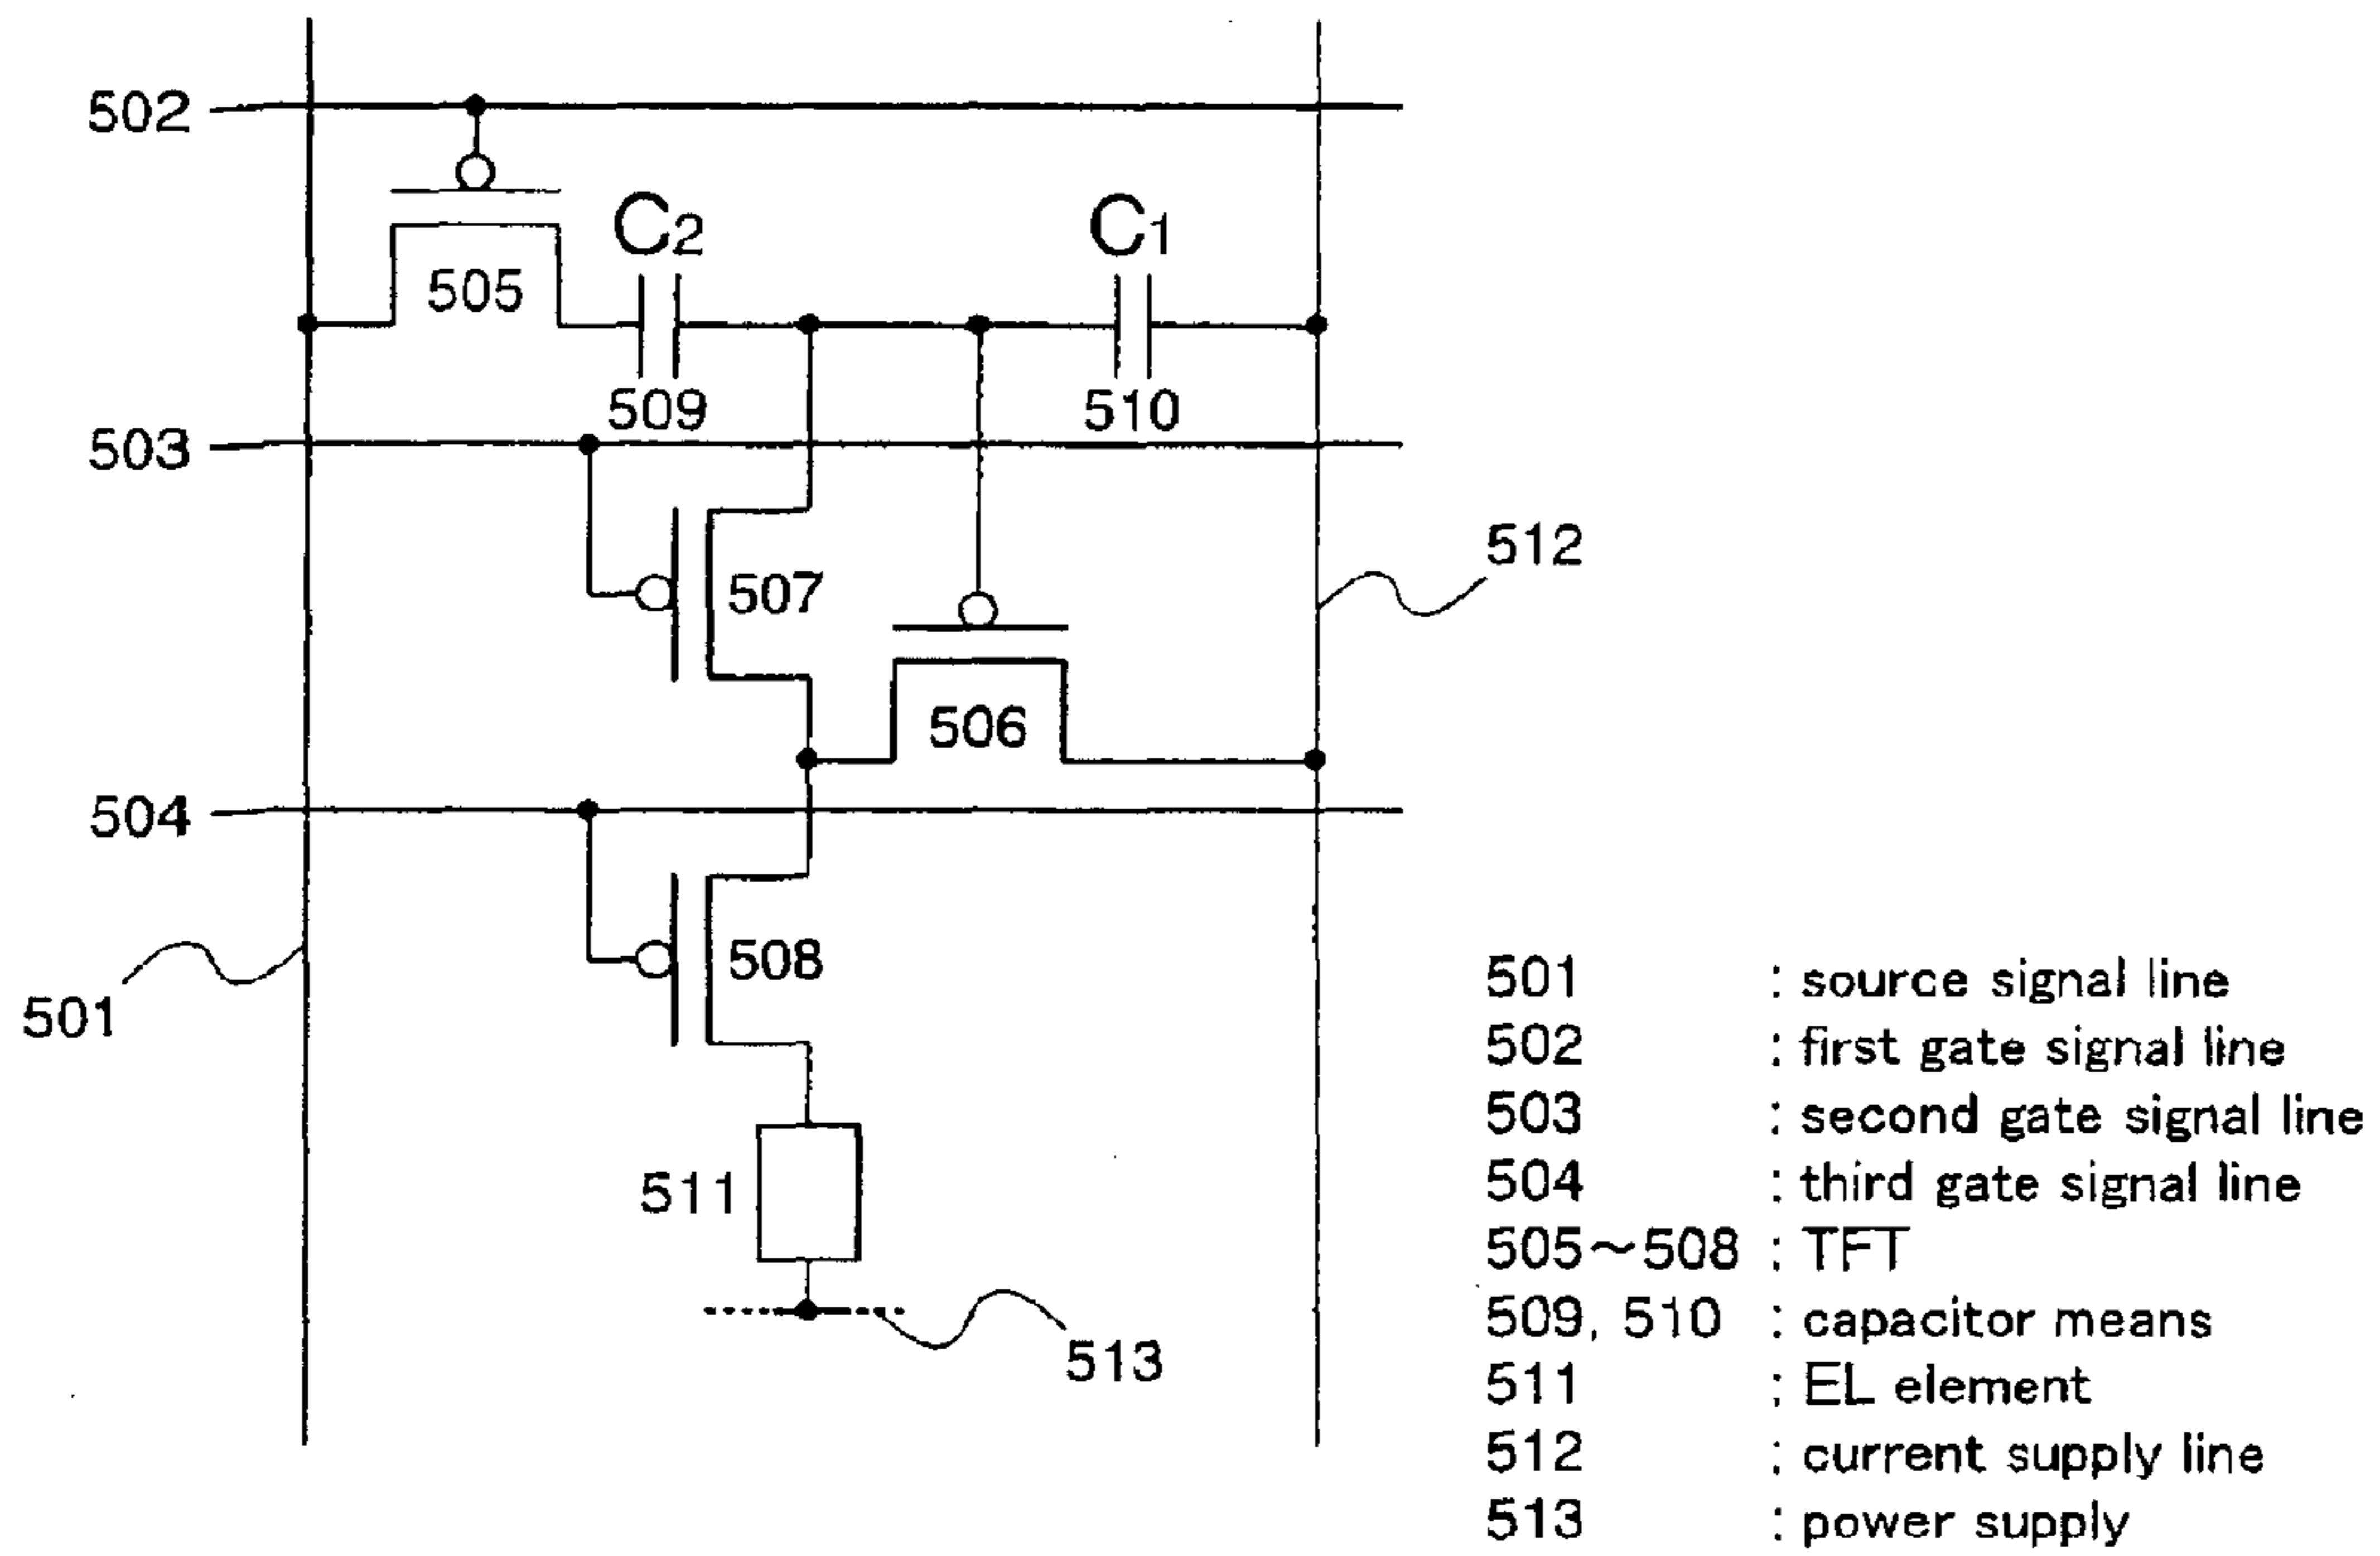 502
C2
C1
505
509
510
503
512
507
506
504
508
501
511
513
501 : source signal line
502 : first gate signal line
503 : second gate signal line
504 : third gate signal line
505~508 : TFT
509, 510 : capacitor means
511 : EL element
512 : current supply line
513 : power supply